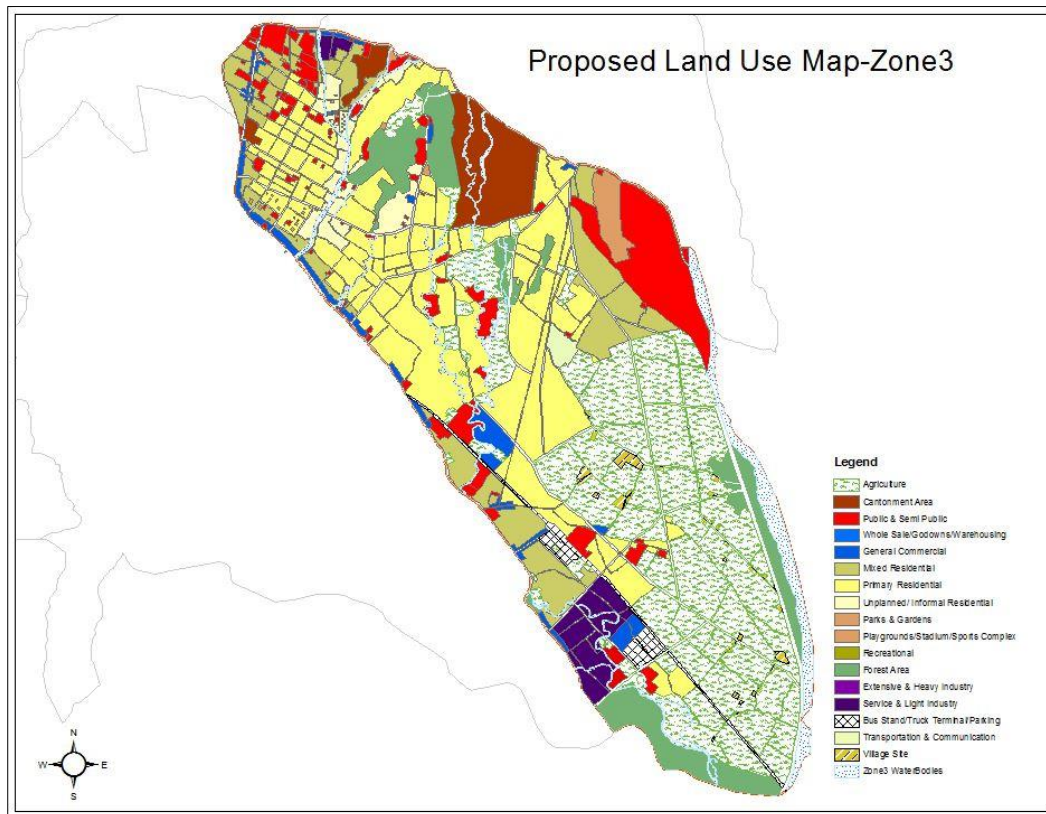 Proposed Land Use Map-Zone3
Legend
Agriculture
Cantonment Area
Public & Semi Public
Whole Sale/Godowns/Warehousing
General Commercial
Mixed Residential
Primary Residential
Unplanned/ Informal Residential
Parks & Gardens
Playgrounds/Stadium/Sports Complex
Recreational
Forest Area
Extensive & Heavy Industry
Service & Light Industry
Bus Stand/Truck Terminal/Parking
Transportation & Communication
Village Site
Zone3 WaterBodies
N
W E
S